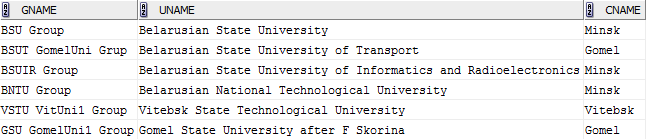 GNAME UNAME CNAME
BSU Group Belarusian State University Minsk
BSUT GomelUni Grup Belarusian State University of Transport Gomel
BSUIR Group Belarusian State University of Informatics and Radioelectronics Minsk
BNTU Group Belarusian National Technological University Minsk
VSTU VitUni1 Group Vitebsk State Technological University Vitebsk
GSU GomelUni1 Group Gomel State University after F Skorina Gomel